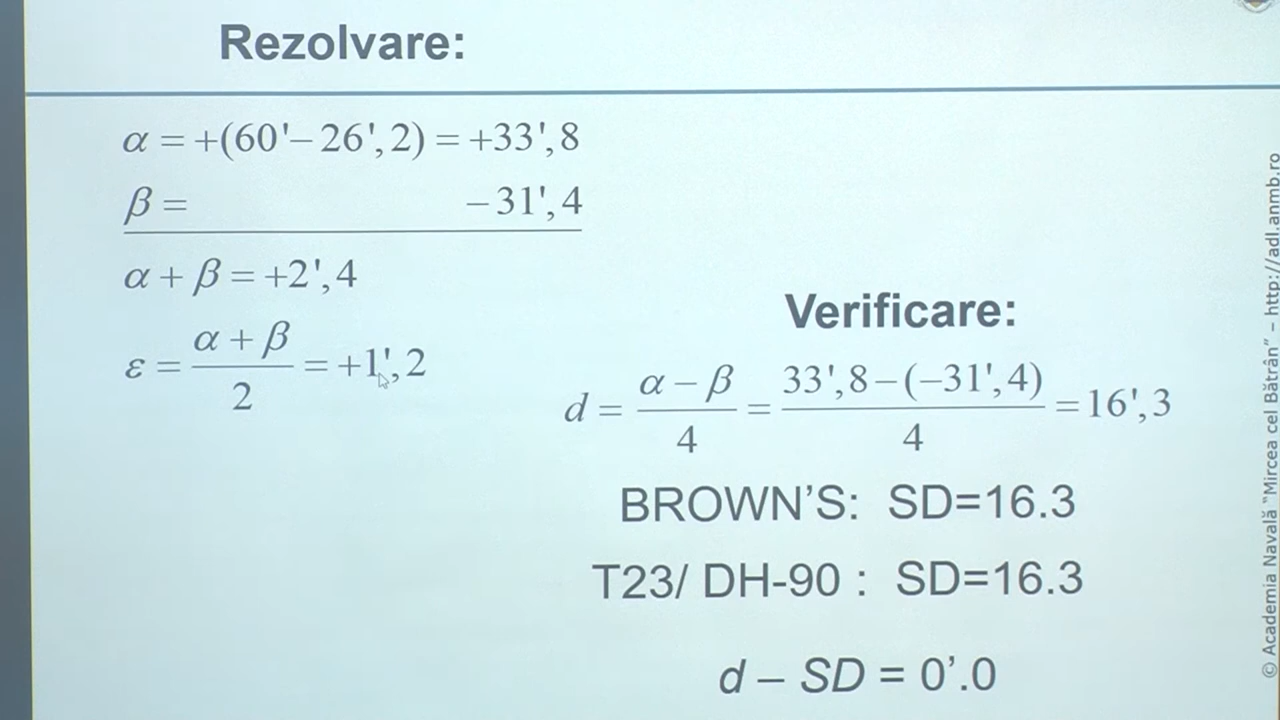 Rezolvare:
α = +(60'− 26', 2) = +33', 8
β = −31', 4
α + β = +2', 4
ε = (α + β)/2 = +1', 2
Verificare:
d = (α − β)/4 = (33', 8 − (−31', 4))/4 = 16', 3
BROWN'S: SD=16.3
T23/ DH-90 : SD=16.3
d – SD = 0'.0
© Academia Navală "Mircea cel Bătrân" – http://adl.anmb.ro